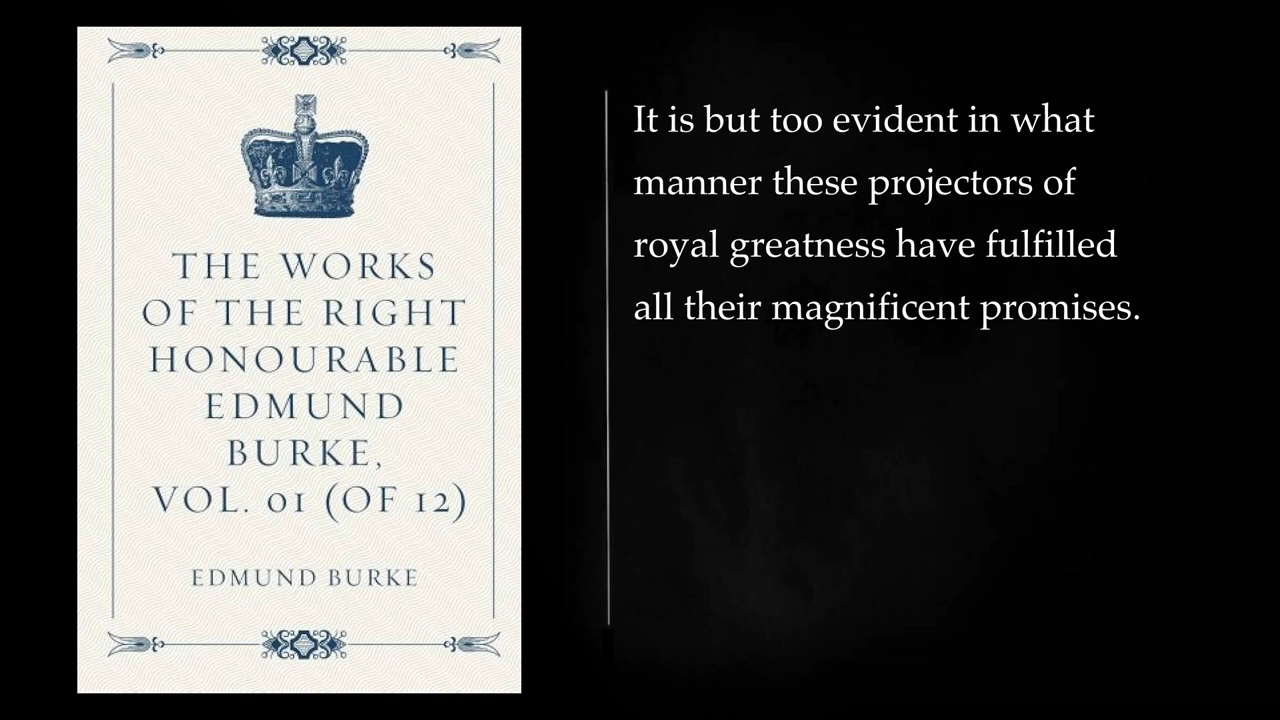 THE WORKS
OF THE RIGHT
HONOURABLE
EDMUND
BURKE,
VOL. 01 (OF 12)
EDMUND BURKE
It is but too evident in what
manner these projectors of
royal greatness have fulfilled
all their magnificent promises.